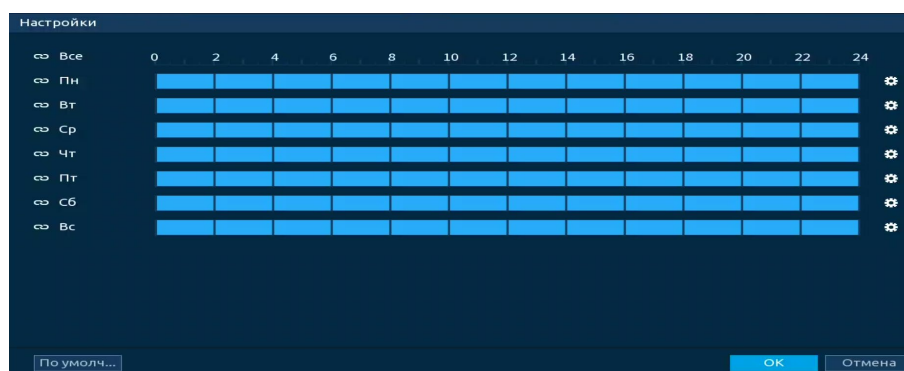 Настройки
Все 0 2 4 6 8 10 12 14 16 18 20 22 24
Пн
Вт
Ср
Чт
Пт
Сб
Вс
По умолч... OK Отмена